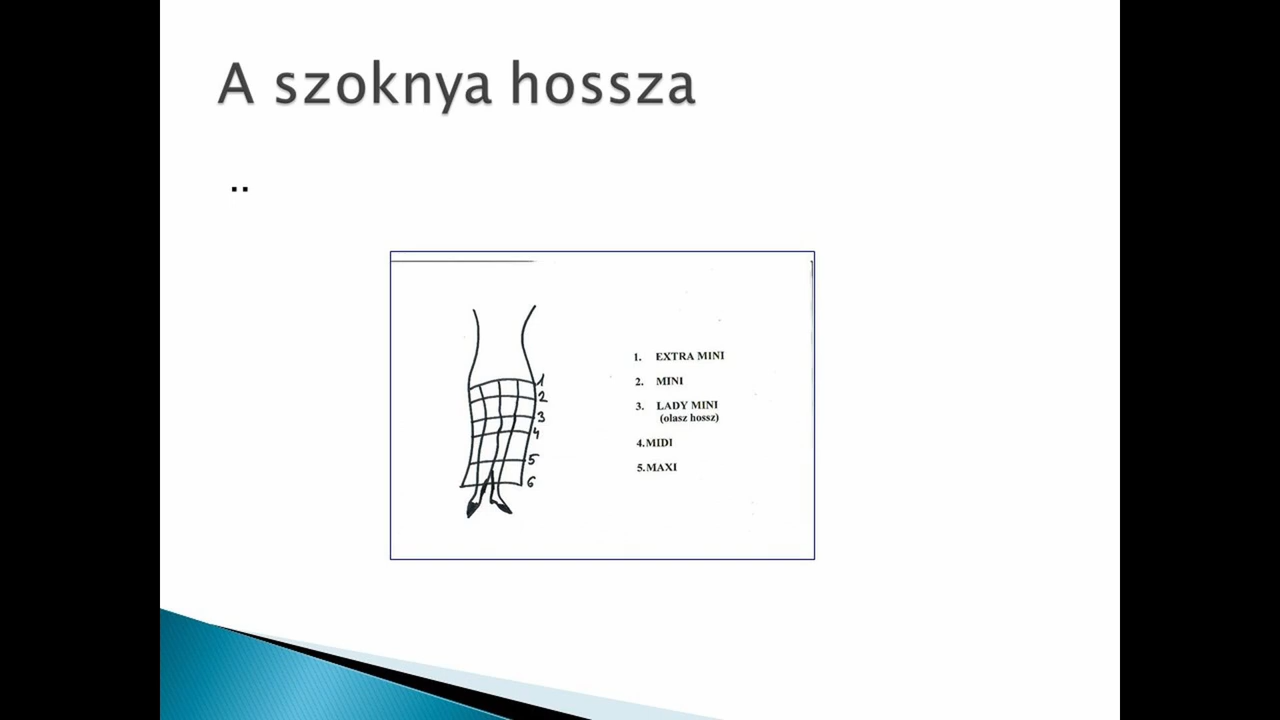 A szoknya hossza
..
1
2
3
4
5
6
1. EXTRA MINI
2. MINI
3. LADY MINI
(olasz hossz)
4.MIDI
5.MAXI